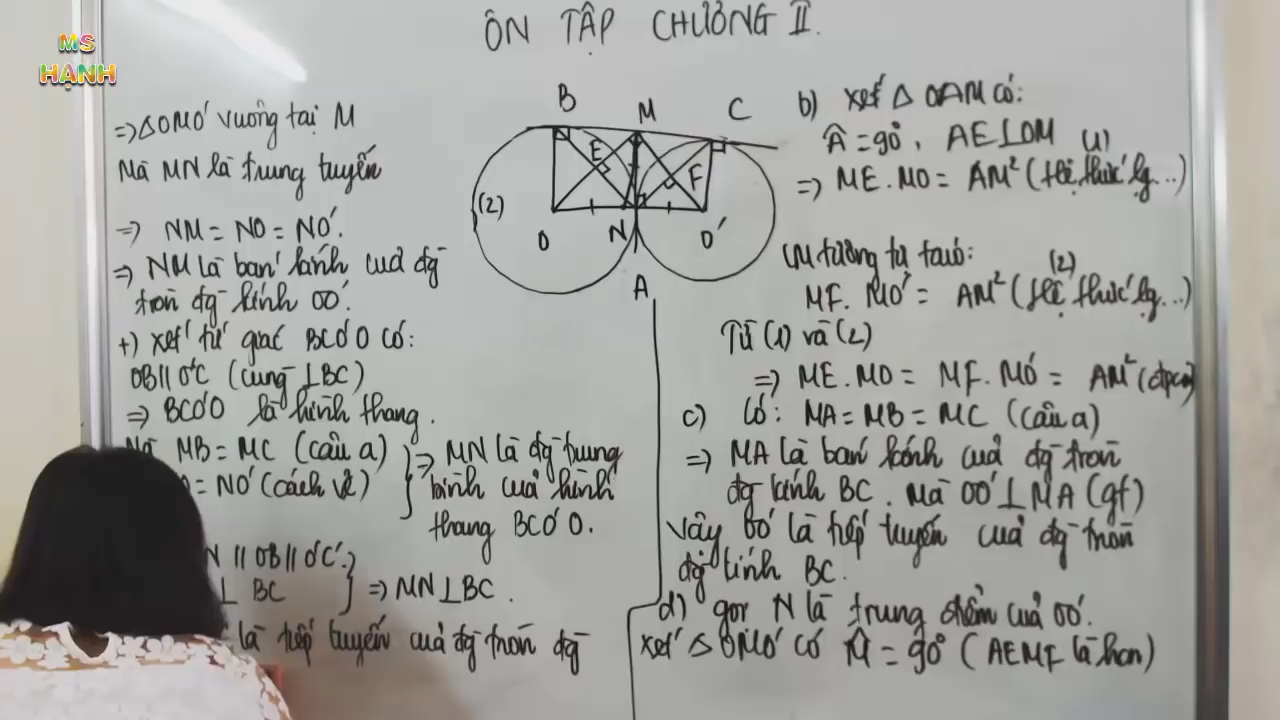 MS
HẠNH
ÔN TẬP CHƯƠNG II.
=> △OMO' vuông tại M
Mà MN là trung tuyến
=> NM = NO = NO'.
=> NM là bán kính của đg
tròn đg kính OO'.
+) Xét tứ giác BCO'O có:
OB // O'C (cùng ⊥ BC)
=> BCO'O là hình thang.
MB = MC (câu a)
= NO' (cách vẽ)
=> MN là đg trung
bình của hình
thang BCO'O.
N // OB // O'C.
⊥ BC
=> MN ⊥ BC.
là tiếp tuyến của đg tròn đg
B
M
C
E
F
(2)
O
N
O'
A
b) Xét △ OAM có:
Â = 90°, AE ⊥ OM
=> ME.MO = AM² (Hệ thức lg...) (1)
CM tương tự ta có:
MF.MO' = AM² (Hệ thức lg...) (2)
Từ (1) và (2)
=> ME.MO = MF.MO' = AM² (đpcm)
c) Có: MA = MB = MC (câu a)
=> MA là bán kính của đg tròn
đg kính BC. Mà OO' ⊥ MA (gt)
Vậy OO' là tiếp tuyến của đg tròn
đg kính BC.
d) gọi N là trung điểm của OO'.
Xét △ OMO' có M̂ = 90° (AEMF là hcn)